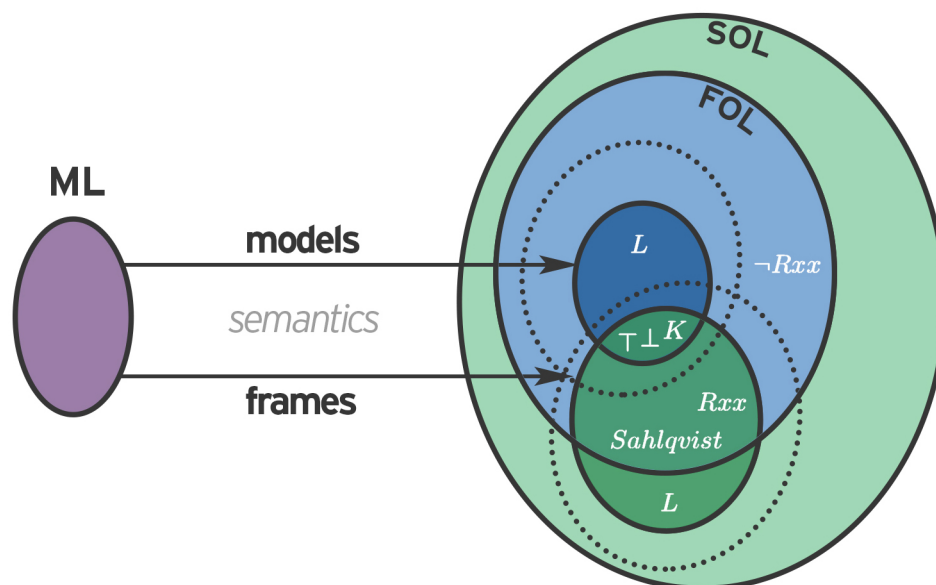 SOL
FOL
ML
models
L
¬Rxx
semantics
⊤ ⊥ K
frames
Rxx
Sahlqvist
L